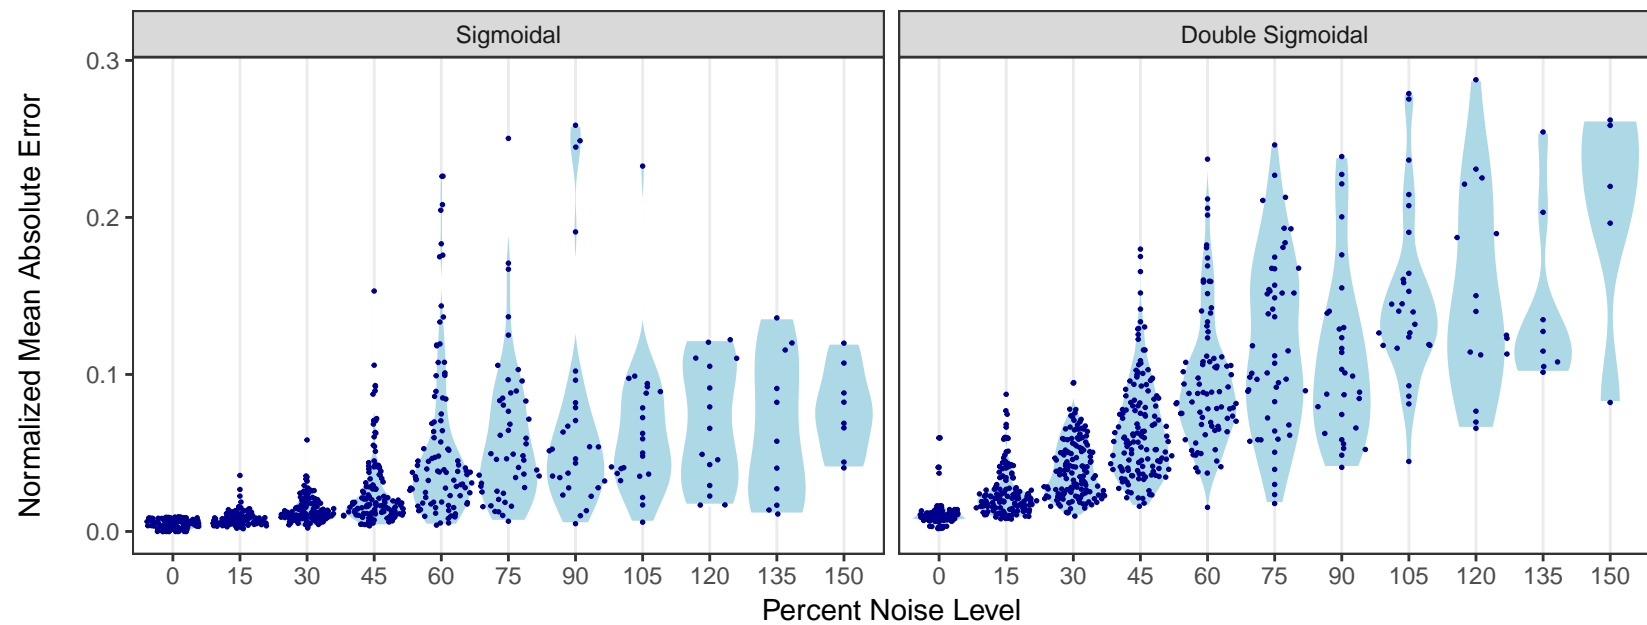 Sigmoidal
Double Sigmoidal
Normalized Mean Absolute Error
0.3
0.2
0.1
0.0
0 15 30 45 60 75 90 105 120 135 150
0 15 30 45 60 75 90 105 120 135 150
Percent Noise Level